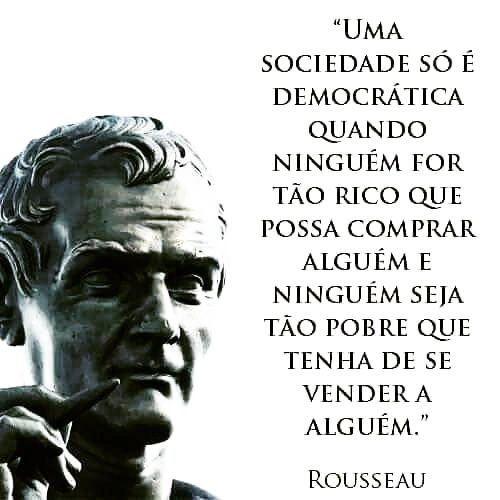 “Uma
sociedade só é
democrática
quando
ninguém for
tão rico que
possa comprar
alguém e
ninguém seja
tão pobre que
tenha de se
vender a
alguém.”
Rousseau